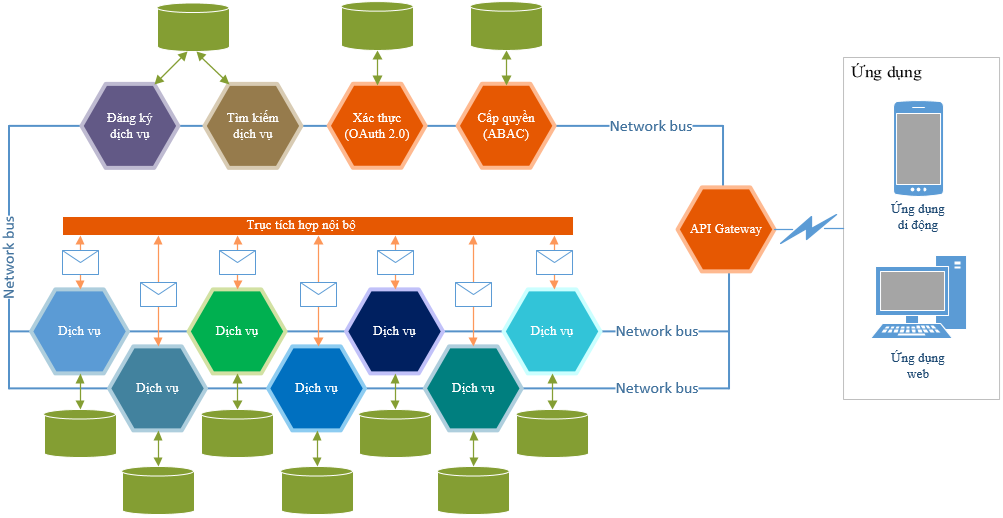 Ứng dụng
Đăng ký
dịch vụ
Tìm kiếm
dịch vụ
Xác thực
(OAuth 2.0)
Cấp quyền
(ABAC)
Network bus
Ứng dụng
di động
API Gateway
Trục tích hợp nội bộ
Network bus
Dịch vụ
Dịch vụ
Dịch vụ
Dịch vụ
Network bus
Ứng dụng
web
Dịch vụ
Dịch vụ
Dịch vụ
Network bus